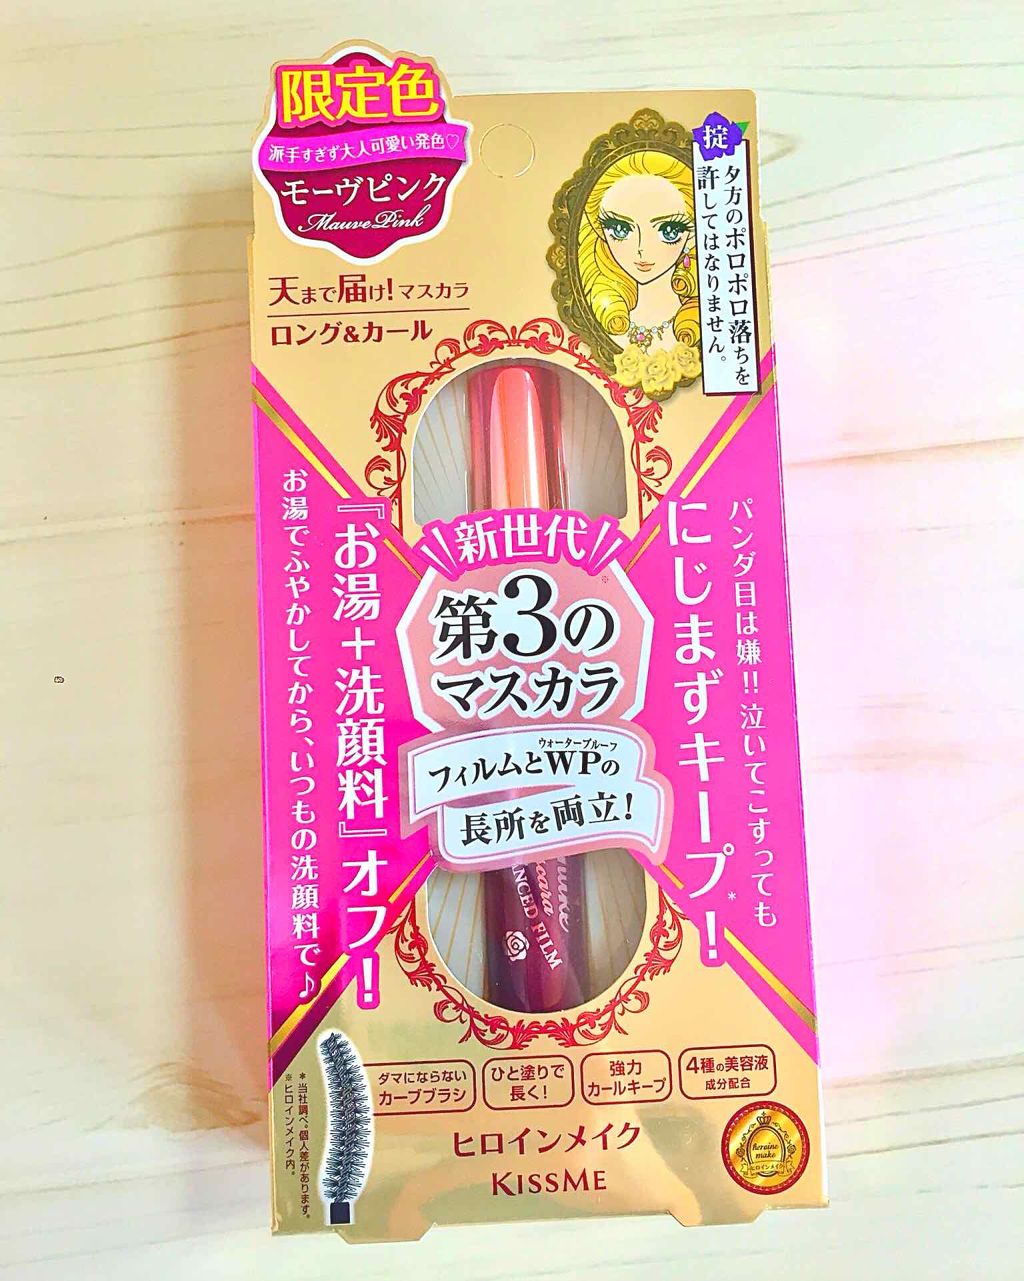 限定色
派手すぎず大人可愛い発色♡
モーヴピンク
Mauve Pink
天まで届け!マスカラ
ロング&カール
掟
夕方のポロポロ落ちを
許してはなりません。
パンダ目は嫌!!泣いてこすっても
にじまずキープ!*
『お湯+洗顔料』オフ!
お湯でふやかしてから、いつもの洗顔料で♪
新世代
※
第3の
マスカラ
ウォータープルーフ
フィルムとWPの
長所を両立!
ANCED FILM
ダマにならない
カーブブラシ
ひと塗りで
長く!
強力
カールキープ
4種の美容液
成分配合
*当社調べ。個人差があります。
※ヒロインメイク内。
ヒロインメイク
KISSME
heroine
make
ヒロインメイク